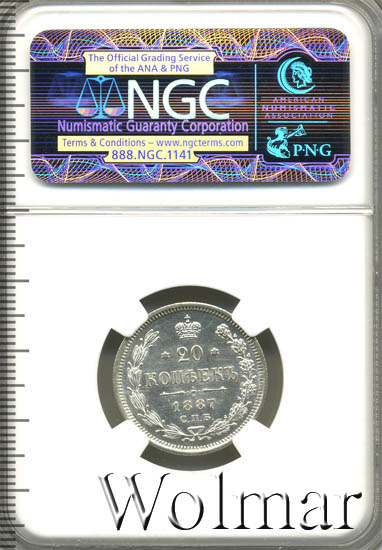 The Official Grading Service
of the ANA & PNG
NGC
Numismatic Guaranty Corporation
Terms & Conditions – www.ngcterms.com
888.NGC.1141
AMERICAN
NUMISMATIC
ASSOCIATION
P·N·G
20
КОПѢЕКЪ
1887
С.П.Б.
Wolmar